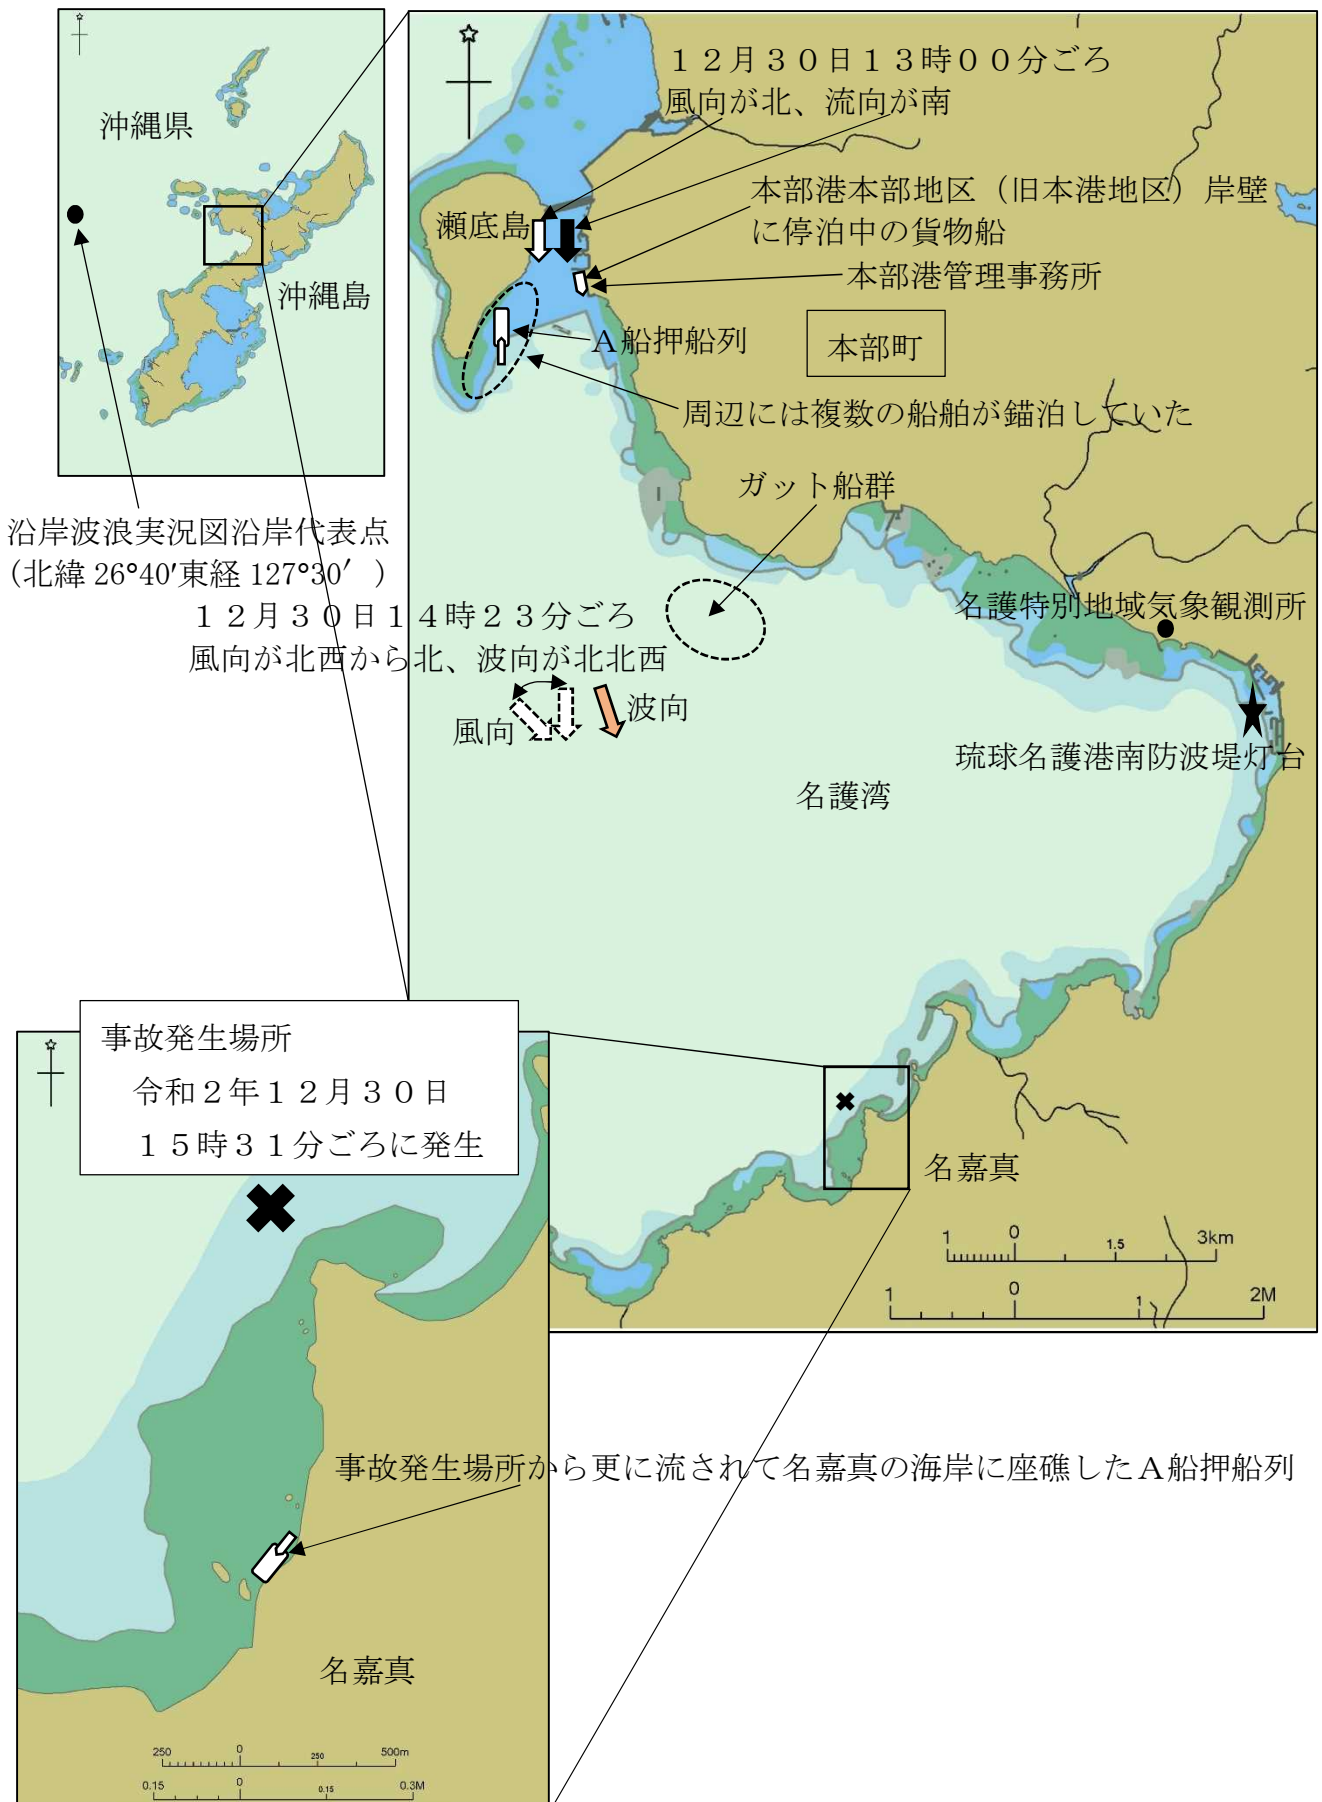 沖縄県
沖縄島
沿岸波浪実況図沿岸代表点
(北緯 26°40′東経 127°30′)
１２月３０日１３時００分ごろ
風向が北、流向が南
本部港本部地区（旧本港地区）岸壁
に停泊中の貨物船
瀬底島
本部港管理事務所
Ａ船押船列
本部町
周辺には複数の船舶が錨泊していた
ガット船群
１２月３０日１４時２３分ごろ
風向が北西から北、波向が北北西
風向
波向
名護特別地域気象観測所
琉球名護港南防波堤灯台
名護湾
事故発生場所
令和２年１２月３０日
１５時３１分ごろに発生
名嘉真
1 0 1.5 3km
1 0 1 2M
事故発生場所から更に流されて名嘉真の海岸に座礁したＡ船押船列
名嘉真
250 0 250 500m
0.15 0 0.15 0.3M